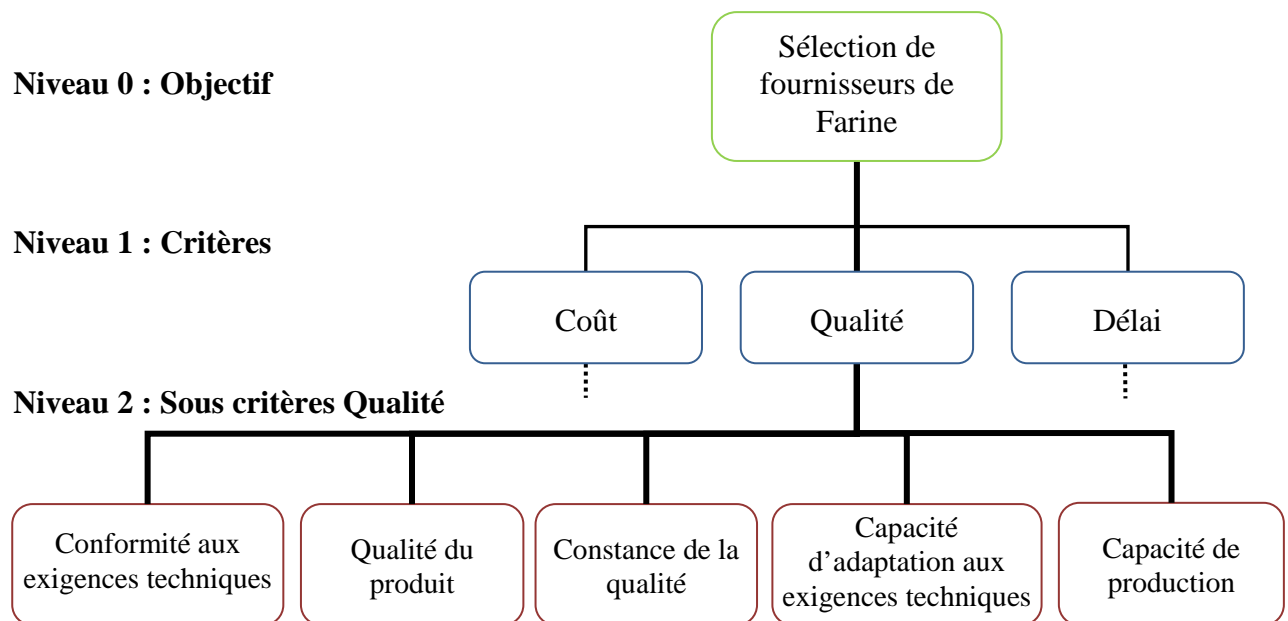 Sélection de
fournisseurs de
Farine
Niveau 0 : Objectif
Niveau 1 : Critères
Coût
Qualité
Délai
Niveau 2 : Sous critères Qualité
Conformité aux
exigences techniques
Qualité du
produit
Constance de la
qualité
Capacité
d’adaptation aux
exigences techniques
Capacité de
production